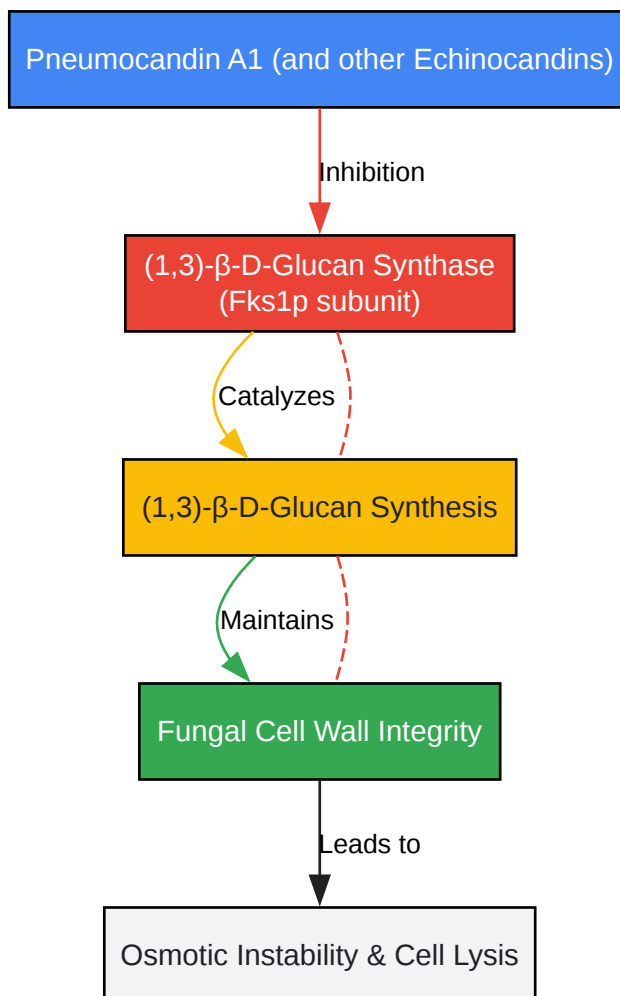 Pneumocandin A1 (and other Echinocandins)
Inhibition
(1,3)-β-D-Glucan Synthase
(Fks1p subunit)
Catalyzes
(1,3)-β-D-Glucan Synthesis
Maintains
Fungal Cell Wall Integrity
Leads to
Osmotic Instability & Cell Lysis